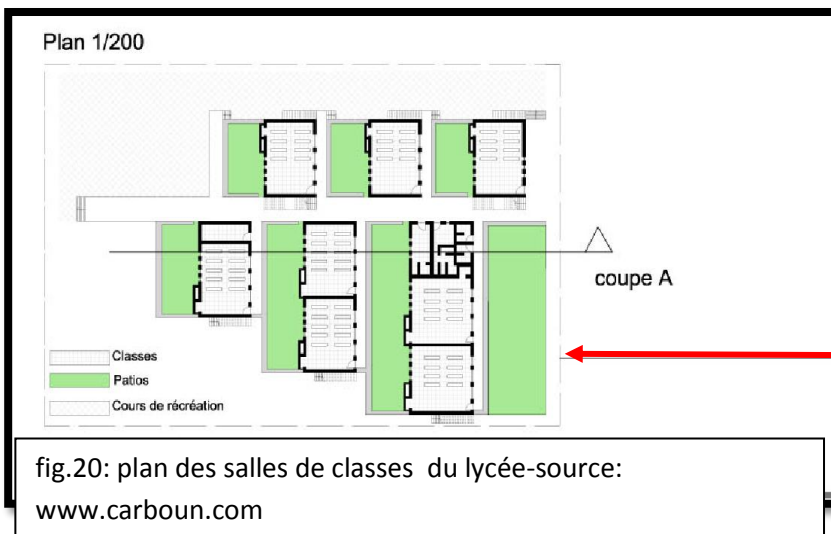 Plan 1/200
coupe A
Classes
Patios
Cours de récréation
fig.20: plan des salles de classes du lycée-source:
www.carboun.com